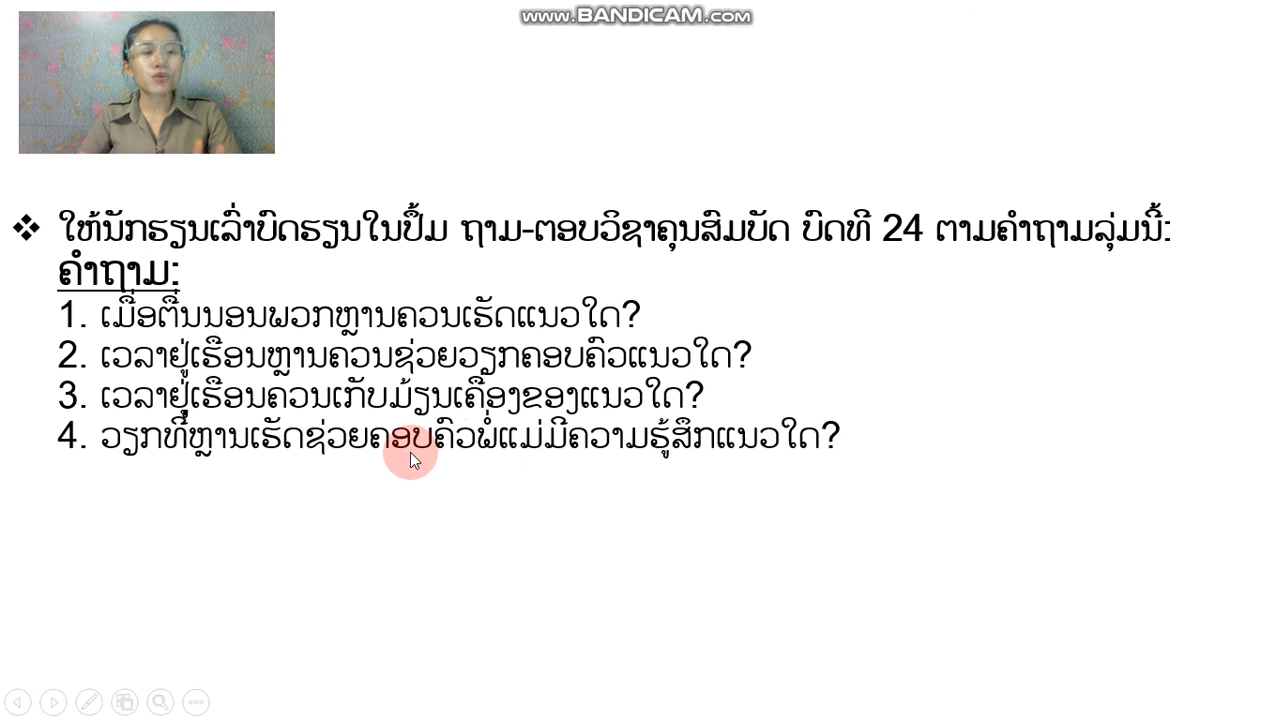 www.BANDICAM.com
❖ ໃຫ້ນັກຮຽນເລົ່າບົດຮຽນໃນປຶ້ມ ຖາມ-ຕອບວິຊາຄຸນສົມບັດ ບົດທີ 24 ຕາມຄຳຖາມລຸ່ມນີ້:
ຄຳຖາມ:
1. ເມື່ອຕື່ນນອນພວກຫຼານຄວນເຮັດແນວໃດ?
2. ເວລາຢູ່ເຮືອນຫຼານຄວນຊ່ວຍວຽກຄອບຄົວແນວໃດ?
3. ເວລາຢູ່ເຮືອນຄວນເກັບມ້ຽນເຄື່ອງຂອງແນວໃດ?
4. ວຽກທີ່ຫຼານເຮັດຊ່ວຍຄອບຄົວພໍ່ແມ່ມີຄວາມຮູ້ສຶກແນວໃດ?